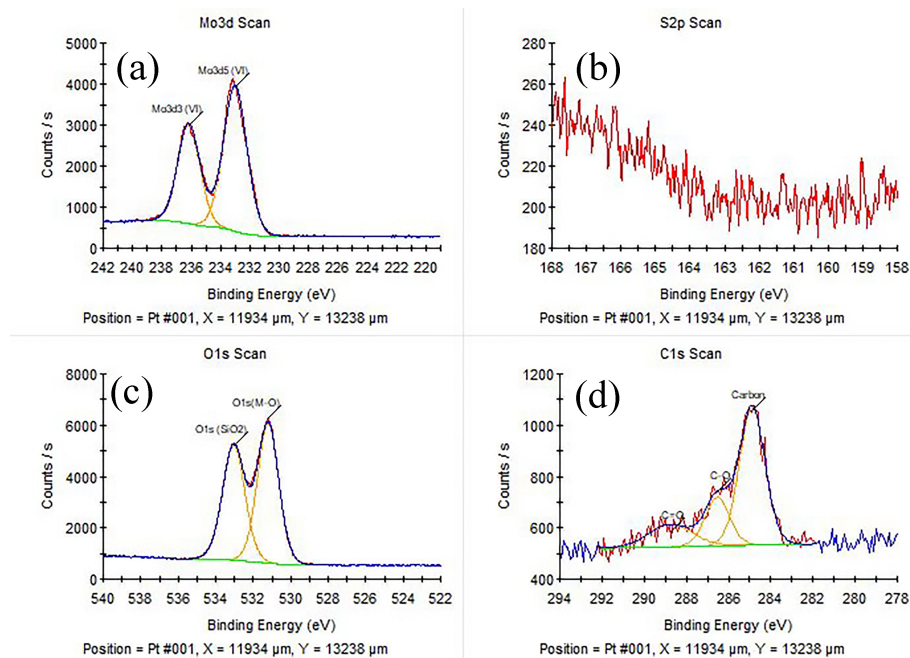 Mo3d Scan
(a)
Mo3d5 (VI)
Mo3d3 (VI)
Counts / s
5000
4000
3000
2000
1000
0
242 240 238 236 234 232 230 228 226 224 222 220
Binding Energy (eV)
Position = Pt #001, X = 11934 µm, Y = 13238 µm
S2p Scan
(b)
Counts / s
280
260
240
220
200
180
168 167 166 165 164 163 162 161 160 159 158
Binding Energy (eV)
Position = Pt #001, X = 11934 µm, Y = 13238 µm
O1s Scan
(c)
O1s(M-O)
O1s (SiO2)
Counts / s
8000
6000
4000
2000
0
540 538 536 534 532 530 528 526 524 522
Binding Energy (eV)
Position = Pt #001, X = 11934 µm, Y = 13238 µm
C1s Scan
(d)
Carbon
C-O
C=O
Counts / s
1200
1000
800
600
400
294 292 290 288 286 284 282 280 278
Binding Energy (eV)
Position = Pt #001, X = 11934 µm, Y = 13238 µm